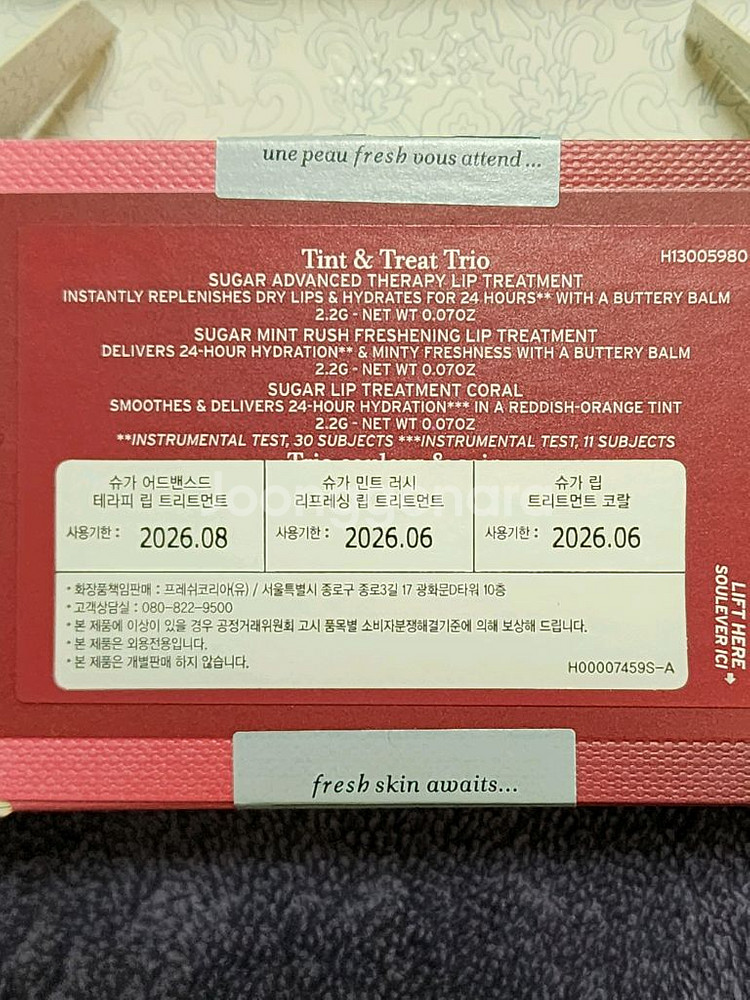 une peau fresh vous attend ...
Tint & Treat Trio
H13005980
SUGAR ADVANCED THERAPY LIP TREATMENT
INSTANTLY REPLENISHES DRY LIPS & HYDRATES FOR 24 HOURS** WITH A BUTTERY BALM
2.2G - NET WT 0.07OZ
SUGAR MINT RUSH FRESHENING LIP TREATMENT
DELIVERS 24-HOUR HYDRATION** & MINTY FRESHNESS WITH A BUTTERY BALM
2.2G - NET WT 0.07OZ
SUGAR LIP TREATMENT CORAL
SMOOTHES & DELIVERS 24-HOUR HYDRATION*** IN A REDDISH-ORANGE TINT
2.2G - NET WT 0.07OZ
**INSTRUMENTAL TEST, 30 SUBJECTS ***INSTRUMENTAL TEST, 11 SUBJECTS
슈가 어드밴스드
테라피 립 트리트먼트
사용기한 : 2026.08
슈가 민트 러시
리프레싱 립 트리트먼트
사용기한 : 2026.06
슈가 립
트리트먼트 코랄
사용기한 : 2026.06
* 화장품책임판매 : 프레쉬코리아(유) / 서울특별시 종로구 종로3길 17 광화문D타워 10층
* 고객상담실 : 080-822-9500
* 본 제품에 이상이 있을 경우 공정거래위원회 고시 품목별 소비자분쟁해결기준에 의해 보상해 드립니다.
* 본 제품은 외용전용입니다.
* 본 제품은 개별판매 하지 않습니다.
H00007459S-A
LIFT HERE
SOULEVER ICI
fresh skin awaits...